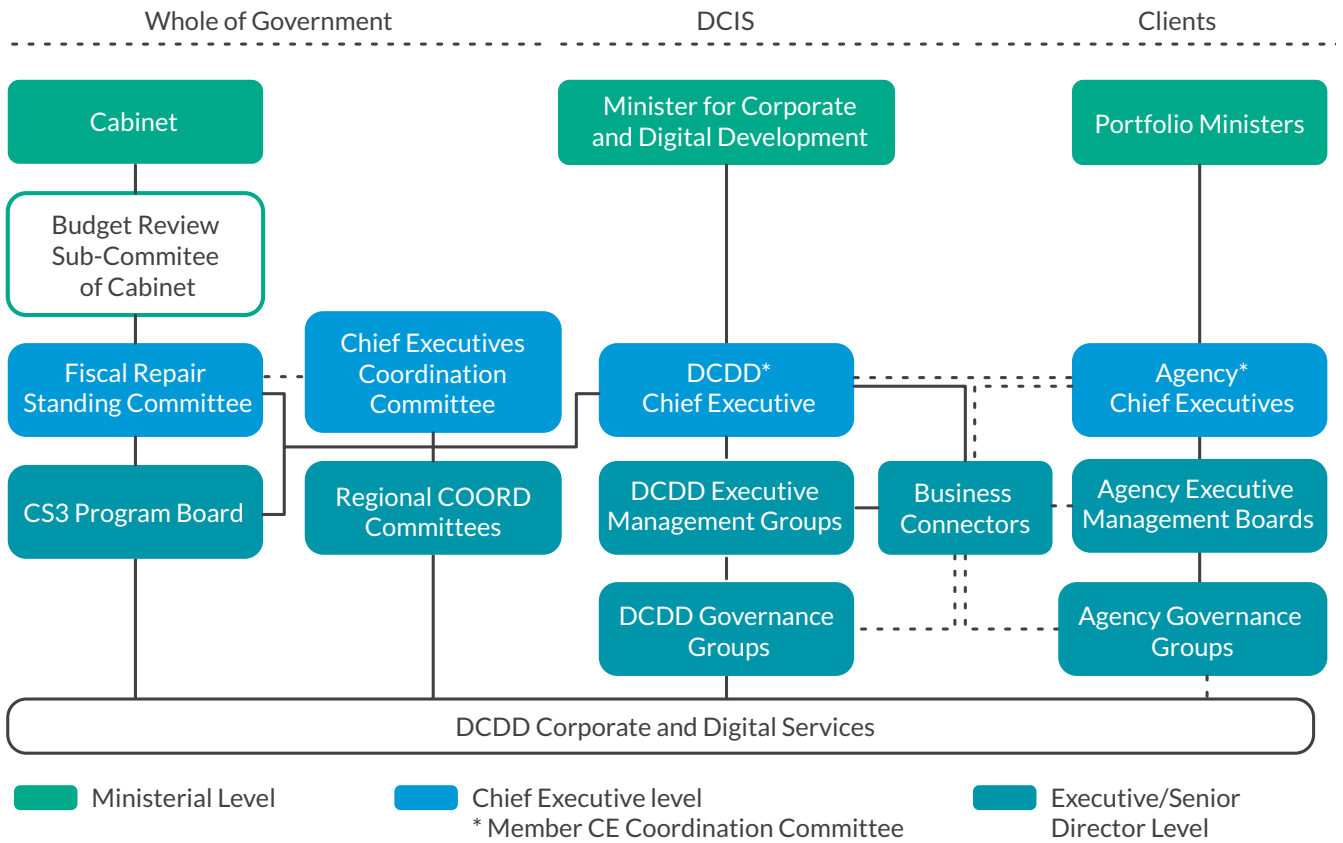 Whole of Government
DCIS
Clients
Cabinet
Minister for Corporate
and Digital Development
Portfolio Ministers
Budget Review
Sub-Commitee
of Cabinet
Fiscal Repair
Standing Committee
Chief Executives
Coordination
Committee
DCDD*
Chief Executive
Agency*
Chief Executives
CS3 Program Board
Regional COORD
Committees
DCDD Executive
Management Groups
Business
Connectors
Agency Executive
Management Boards
DCDD Governance
Groups
Agency Governance
Groups
DCDD Corporate and Digital Services
Ministerial Level
Chief Executive level
* Member CE Coordination Committee
Executive/Senior
Director Level